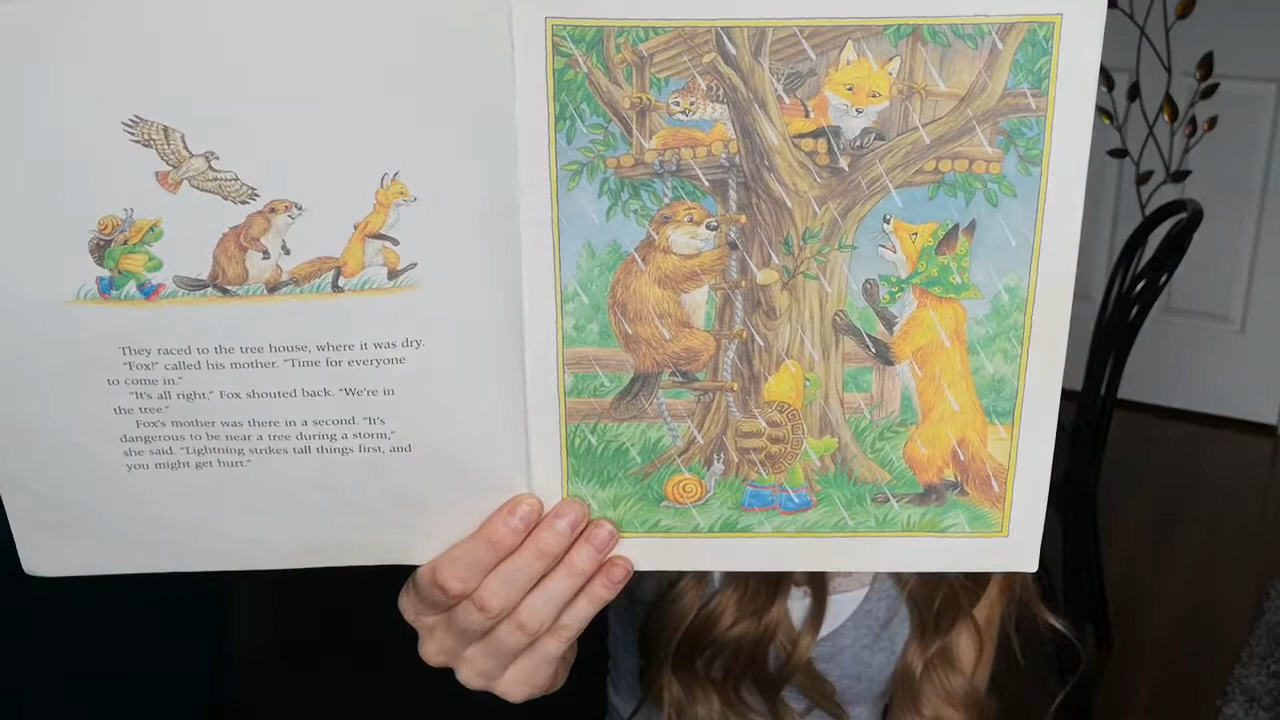 They raced to the tree house, where it was dry.
"Fox!" called his mother. "Time for everyone
to come in."
"It's all right," Fox shouted back. "We're in
the tree."
Fox's mother was there in a second. "It's
dangerous to be near a tree during a storm,"
she said. "Lightning strikes tall things first, and
you might get hurt."